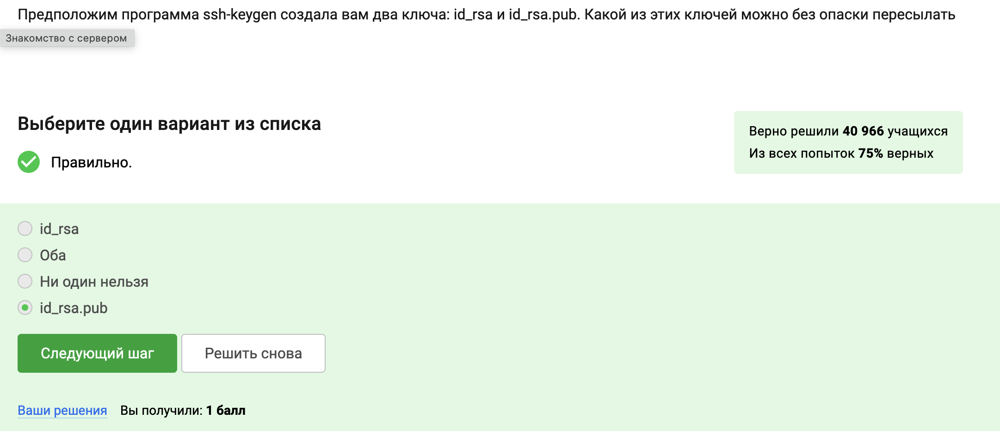 Предположим программа ssh-keygen создала вам два ключа: id_rsa и id_rsa.pub. Какой из этих ключей можно без опаски пересылать
Знакомство с сервером
Выберите один вариант из списка
Правильно.
Верно решили 40 966 учащихся
Из всех попыток 75% верных
id_rsa
Оба
Ни один нельзя
id_rsa.pub
Следующий шаг
Решить снова
Ваши решения Вы получили: 1 балл